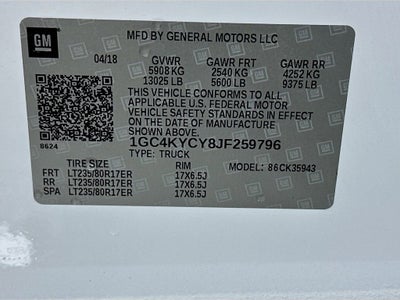 GM
MFD BY GENERAL MOTORS LLC
04/18 GVWR GAWR FRT GAWR RR
5908 KG 2540 KG 4252 KG
13025 LB 5600 LB 9375 LB
THIS VEHICLE CONFORMS TO ALL
APPLICABLE U.S. FEDERAL MOTOR
VEHICLE SAFETY STANDARDS IN EFFECT
ON THE DATE OF MANUFACTURE
SHOWN ABOVE.
8624 1GC4KYCY8JF259796
TYPE: TRUCK MODEL: 86CK35943
TIRE SIZE RIM
FRT LT235/80R17ER 17X6.5J
RR LT235/80R17ER 17X6.5J
SPA LT235/80R17ER 17X6.5J